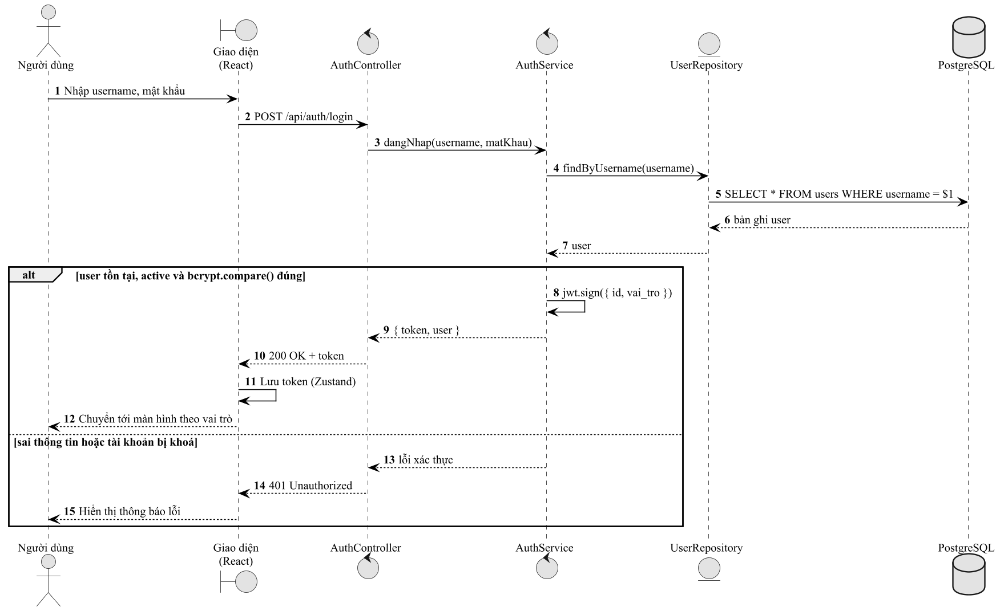 Người dùng
Giao diện
(React)
AuthController
AuthService
UserRepository
PostgreSQL
1 Nhập username, mật khẩu
2 POST /api/auth/login
3 dangNhap(username, matKhau)
4 findByUsername(username)
5 SELECT * FROM users WHERE username = $1
6 bản ghi user
7 user
alt [user tồn tại, active và bcrypt.compare() đúng]
8 jwt.sign({ id, vai_tro })
9 { token, user }
10 200 OK + token
11 Lưu token (Zustand)
12 Chuyển tới màn hình theo vai trò
[sai thông tin hoặc tài khoản bị khoá]
13 lỗi xác thực
14 401 Unauthorized
15 Hiển thị thông báo lỗi
Người dùng
Giao diện
(React)
AuthController
AuthService
UserRepository
PostgreSQL